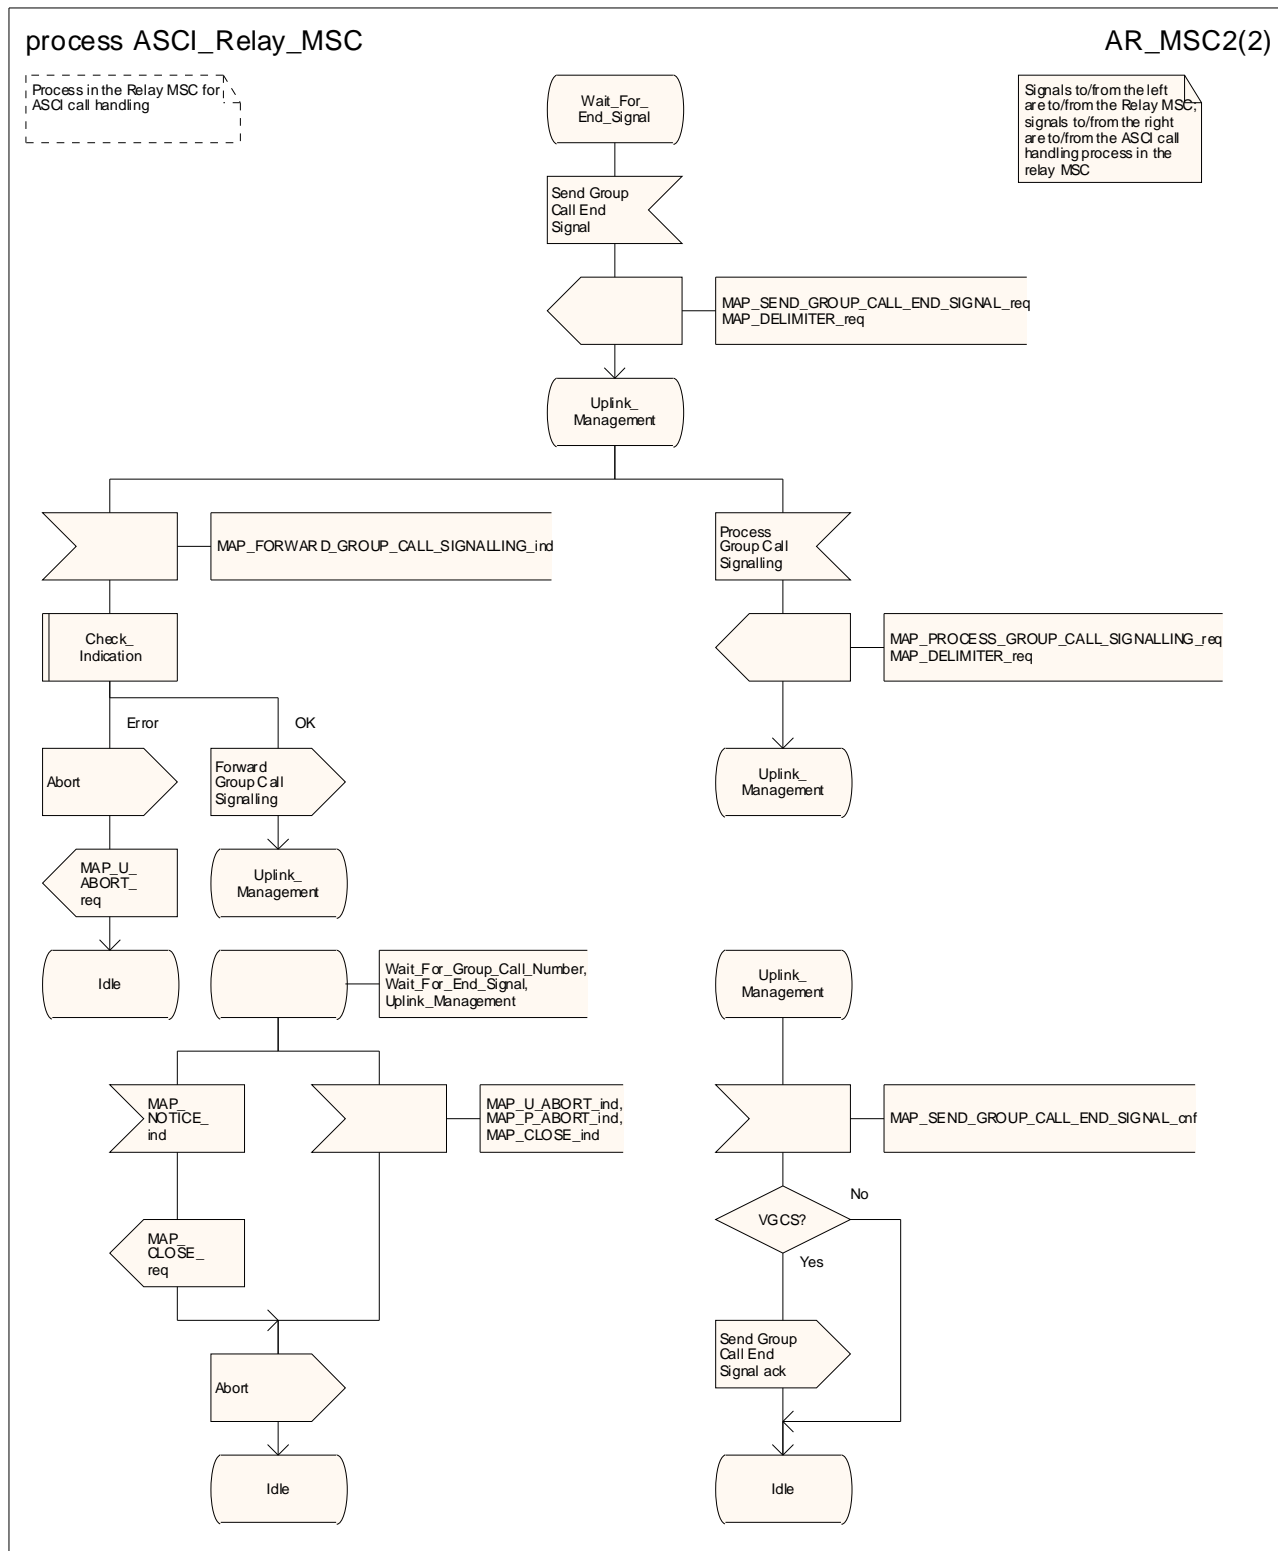 process ASCI_Relay_MSC
AR_MSC2(2)
Process in the Relay MSC for
ASCI call handling
Wait_For_
End_Signal
Signals to/from the left
are to/from the Relay MSC;
signals to/from the right
are to/from the ASCI call
handling process in the
relay MSC
Send Group
Call End
Signal
MAP_SEND_GROUP_CALL_END_SIGNAL_req
MAP_DELIMITER_req
Uplink_
Management
MAP_FORWARD_GROUP_CALL_SIGNALLING_ind
Process
Group Call
Signalling
Check_
Indication
MAP_PROCESS_GROUP_CALL_SIGNALLING_req
MAP_DELIMITER_req
Error
OK
Abort
Forward
Group Call
Signalling
Uplink_
Management
MAP_U_
ABORT_
req
Uplink_
Management
Idle
Wait_For_Group_Call_Number,
Wait_For_End_Signal,
Uplink_Management
Uplink_
Management
MAP_
NOTICE_
ind
MAP_U_ABORT_ind,
MAP_P_ABORT_ind,
MAP_CLOSE_ind
MAP_SEND_GROUP_CALL_END_SIGNAL_cnf
No
VGCS?
Yes
MAP_
CLOSE_
req
Send Group
Call End
Signal ack
Abort
Idle
Idle